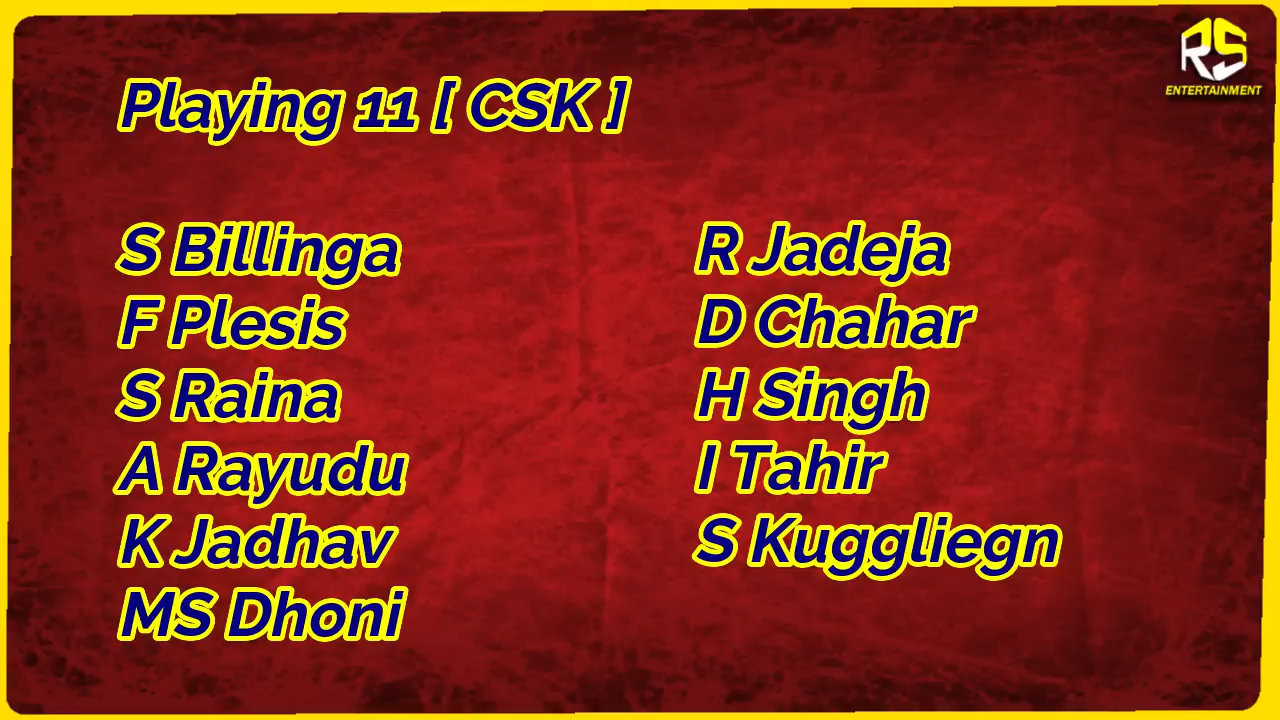 RS
ENTERTAINMENT
Playing 11 [ CSK ]
S Billinga
F Plesis
S Raina
A Rayudu
K Jadhav
MS Dhoni
R Jadeja
D Chahar
H Singh
I Tahir
S Kuggliegn